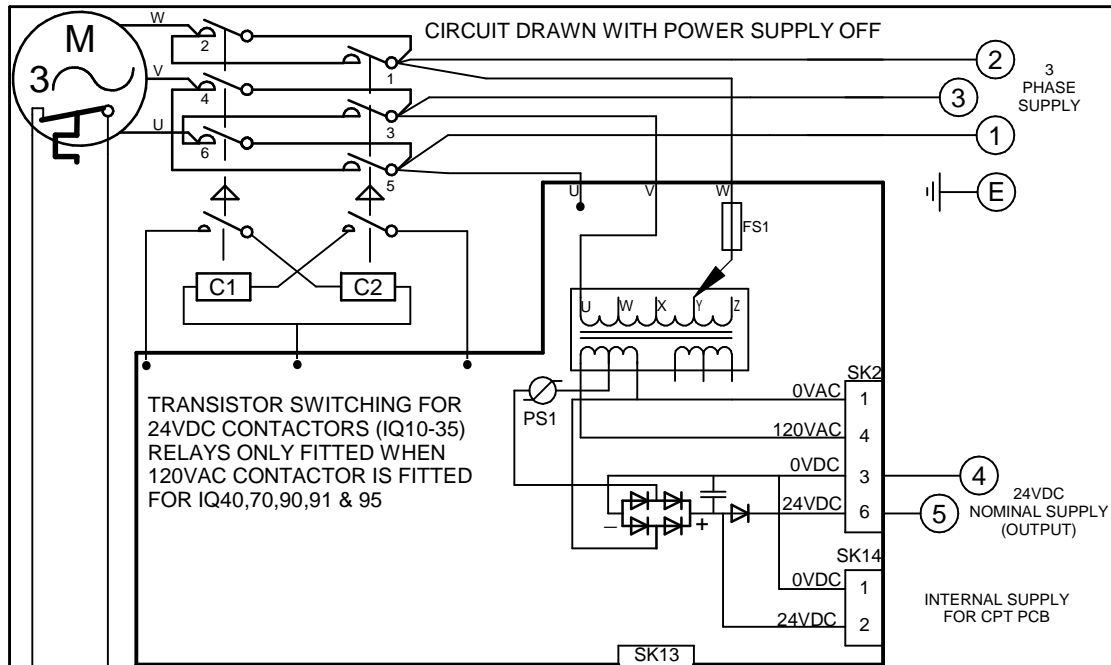 CIRCUIT DRAWN WITH POWER SUPPLY OFF
W
M
3
V
U
2
4
6
1
3
5
2
3
1
E
3
PHASE
SUPPLY
U
V
W
FS1
C1
C2
U W X Y Z
PS1
TRANSISTOR SWITCHING FOR
24VDC CONTACTORS (IQ10-35)
RELAYS ONLY FITTED WHEN
120VAC CONTACTOR IS FITTED
FOR IQ40,70,90,91 & 95
SK2
0VAC 1
120VAC 4
0VDC 3
24VDC 6
4
5
24VDC
NOMINAL SUPPLY
(OUTPUT)
– +
SK14
0VDC 1
24VDC 2
INTERNAL SUPPLY
FOR CPT PCB
SK13